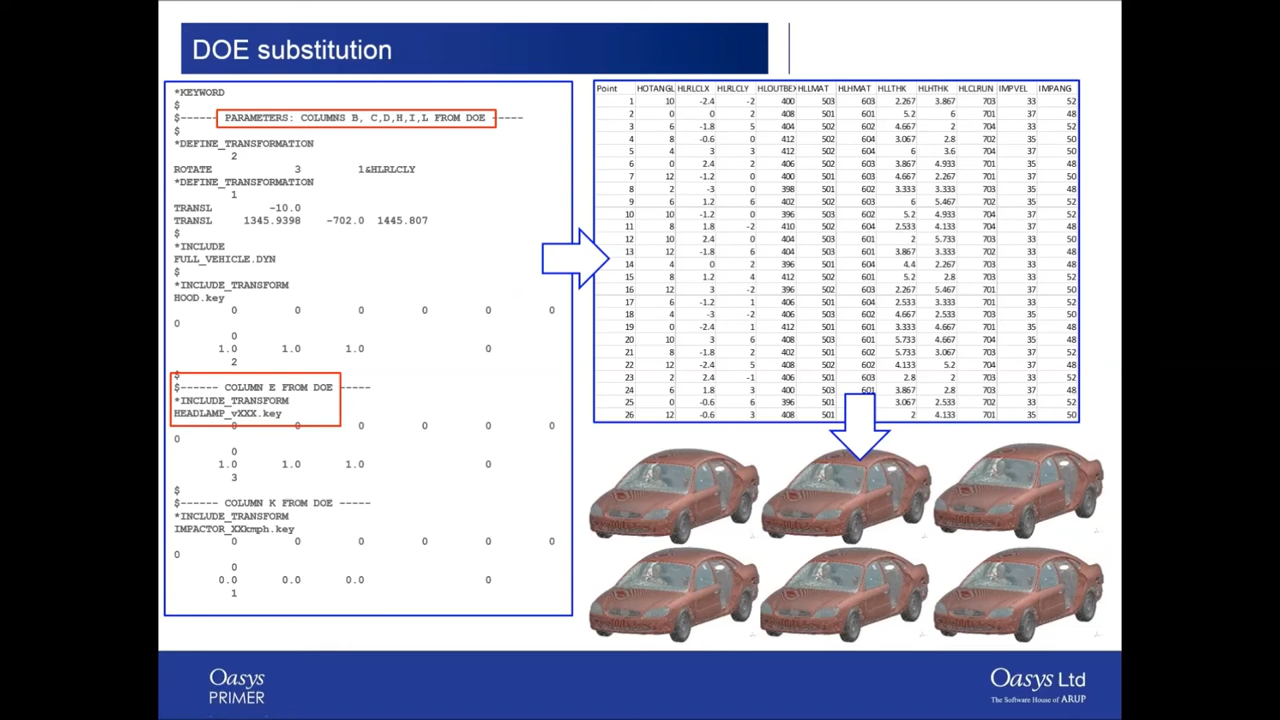 DOE substitution
*KEYWORD
$
$------ PARAMETERS: COLUMNS B, C,D,H,I,L FROM DOE -----
$
*DEFINE_TRANSFORMATION
2
ROTATE 3 1&HLRLCLY
*DEFINE_TRANSFORMATION
1
TRANSL -10.0
TRANSL 1345.9398 -702.0 1445.807
$
*INCLUDE
FULL_VEHICLE.DYN
$
*INCLUDE_TRANSFORM
HOOD.key
0 0 0 0 0
0
0
1.0 1.0 1.0 0
2
$
$------ COLUMN E FROM DOE -----
*INCLUDE_TRANSFORM
HEADLAMP_vXXX.key
0 0 0 0 0
0
0
1.0 1.0 1.0 0
3
$
$------ COLUMN K FROM DOE -----
*INCLUDE_TRANSFORM
IMPACTOR_XXkmph.key
0 0 0 0 0
0
0
0.0 0.0 0.0 0
1
Point HOTANGL HLRLCLX HLRLCLY HLOUTBEX HLLMAT HLHMAT HLLTHK HLHTHK HLCLRUN IMPVEL IMPANG
1 10 -2.4 -2 400 503 603 2.267 3.867 703 33 52
2 0 0 2 408 501 603 5.2 6 701 37 48
3 6 -1.8 5 404 503 602 4.667 2 704 33 52
4 8 -0.6 4 412 503 603 3.067 2.8 702 35 50
5 4 3 3 412 502 604 6 3.6 704 37 50
6 0 2.4 2 406 502 603 3.867 4.933 701 35 48
7 12 -1.2 0 400 501 602 4.667 2.267 703 37 50
8 2 -3 0 398 501 602 3.333 3.333 703 35 48
9 6 1.2 6 402 502 603 6 5.467 702 35 52
10 10 -1.2 0 396 503 602 5.2 4.933 704 37 52
11 8 1.8 -2 410 502 604 2.533 4.133 704 37 48
12 10 2.4 0 404 503 601 2 5.733 703 35 50
13 12 -1.8 6 404 503 602 3.867 3.333 702 33 48
14 4 0 2 396 501 604 4.4 2.267 703 33 50
15 8 1.2 4 412 502 601 5.2 2.8 703 33 52
16 12 3 -2 396 502 603 2.267 5.467 703 35 50
17 6 -1.2 1 406 501 604 2.533 3.333 701 33 52
18 4 -3 -2 406 503 602 4.667 2.533 703 35 50
19 0 -2.4 1 412 501 601 3.333 4.667 701 35 48
20 10 3 6 408 503 601 5.733 4.667 704 37 50
21 8 -1.8 2 402 501 602 5.733 3.067 701 37 50
22 12 -2.4 5 408 502 602 4.133 5.2 704 33 48
23 2 2.4 -1 400 501 603 2.8 2 703 33 52
24 6 1.8 3 400 503 601 3.867 2.8 703 37 48
25 0 -0.6 6 396 501 3.067 2.533 702 33 52
26 12 -0.6 3 408 501 2 4.133 701 35 50
Oasys
PRIMER
Oasys Ltd
The Software House of ARUP